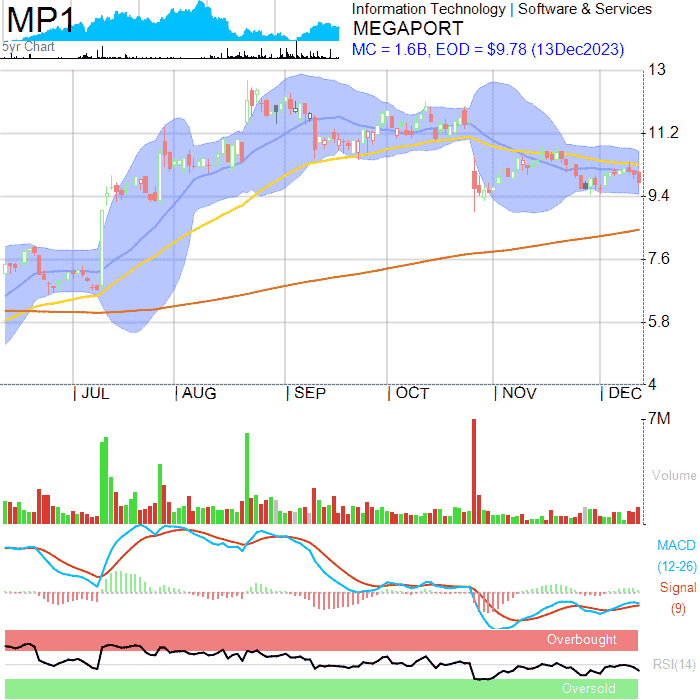 MP1
5yr Chart
Information Technology | Software & Services
MEGAPORT
MC = 1.6B, EOD = $9.78 (13Dec2023)
13
11.2
9.4
7.6
5.8
4
JUL
AUG
SEP
OCT
NOV
DEC
7M
Volume
MACD
(12-26)
Signal
(9)
Overbought
RSI(14)
Oversold